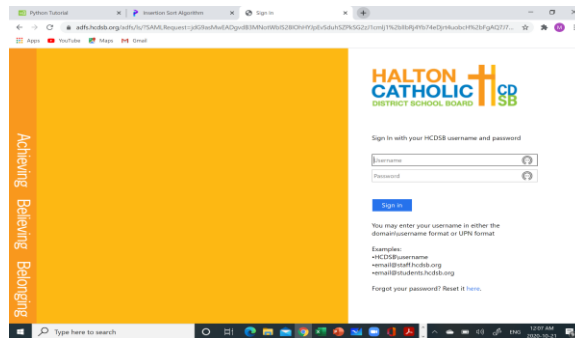 Python Tutorial
Insertion Sort Algorithm
Sign In
Apps
YouTube
Maps
Gmail
HALTON
CATHOLIC
DISTRICT SCHOOL BOARD
CD
SB
Sign In with your HCDSB username and password
Username
Password
Sign in
You may enter your username in either the
domain\username format or UPN format
Examples:
•HCDSB\username
•email@staff.hcdsb.org
•email@students.hcdsb.org
Forgot your password? Reset it here.
Achieving Believing Belonging
Type here to search
ENG
12:07 AM
2020-10-21